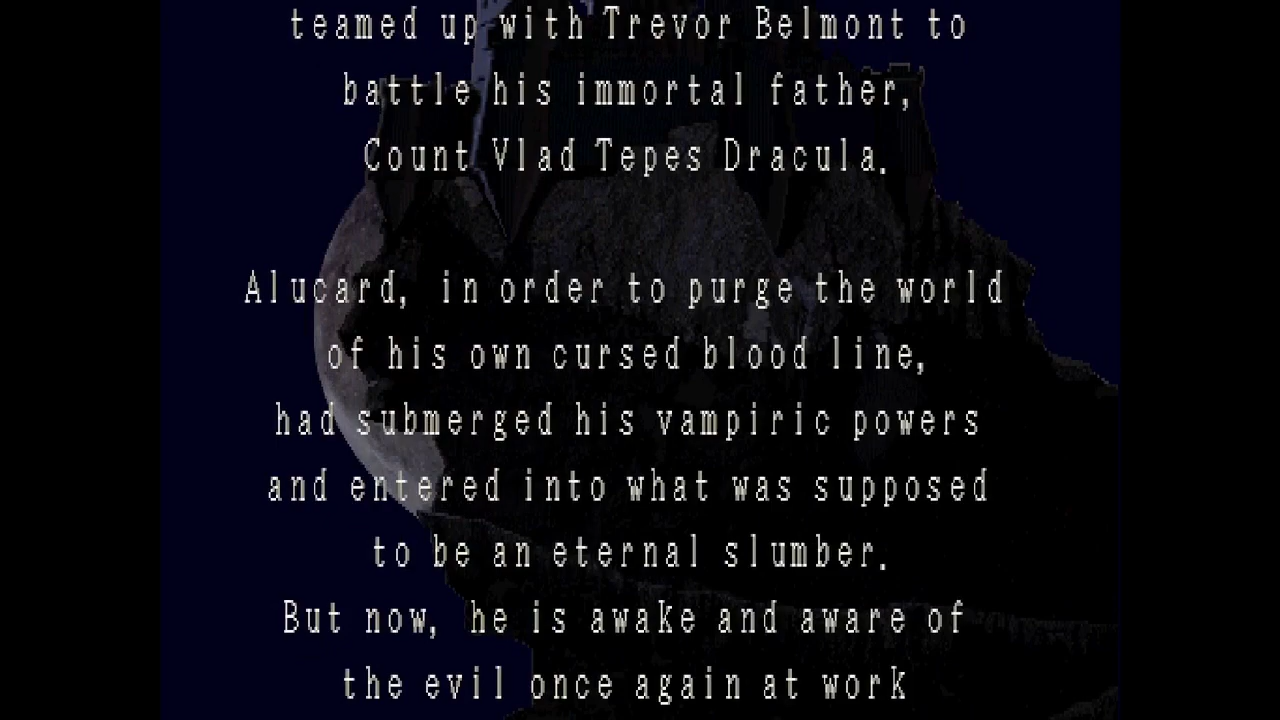 teamed up with Trevor Belmont to
battle his immortal father,
Count Vlad Tepes Dracula.
Alucard, in order to purge the world
of his own cursed blood line,
had submerged his vampiric powers
and entered into what was supposed
to be an eternal slumber.
But now, he is awake and aware of
the evil once again at work